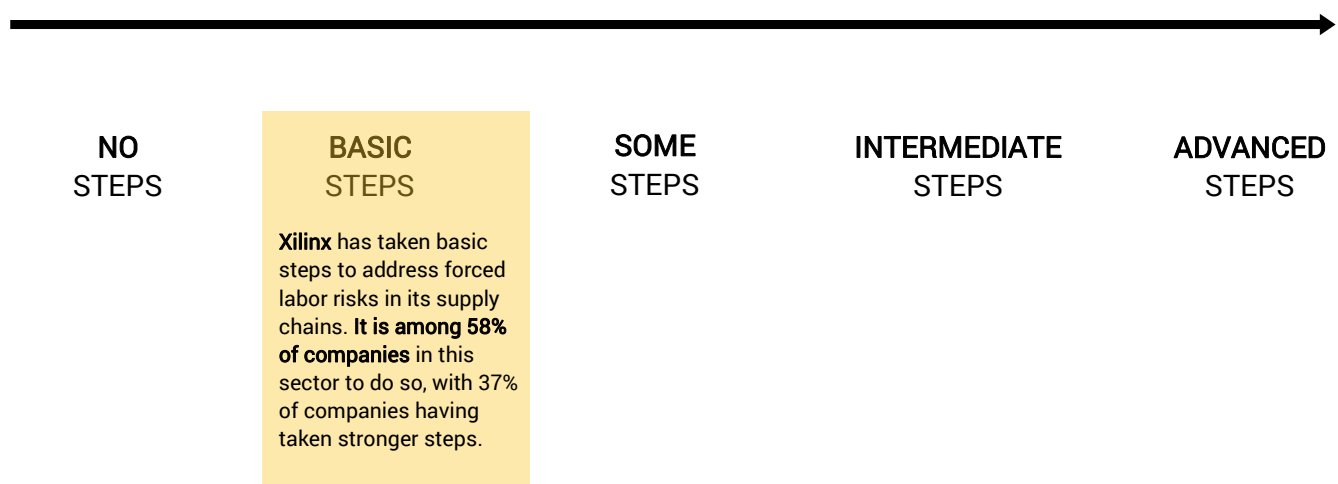 NO
STEPS
BASIC
STEPS
Xilinx has taken basic
steps to address forced
labor risks in its supply
chains. It is among 58%
of companies in this
sector to do so, with 37%
of companies having
taken stronger steps.
SOME
STEPS
INTERMEDIATE
STEPS
ADVANCED
STEPS